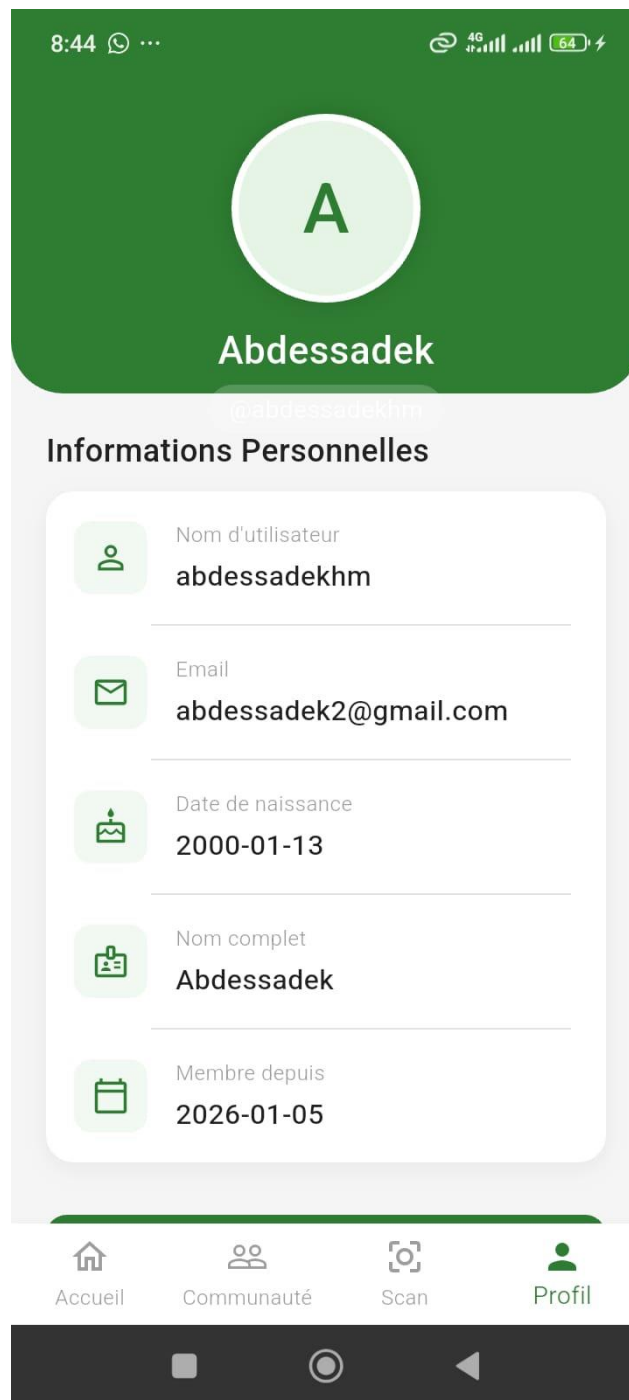 8:44
4G
64
A
Abdessadek
@abdessadekhm
Informations Personnelles
Nom d'utilisateur
abdessadekhm
Email
abdessadek2@gmail.com
Date de naissance
2000-01-13
Nom complet
Abdessadek
Membre depuis
2026-01-05
Accueil Communauté Scan Profil